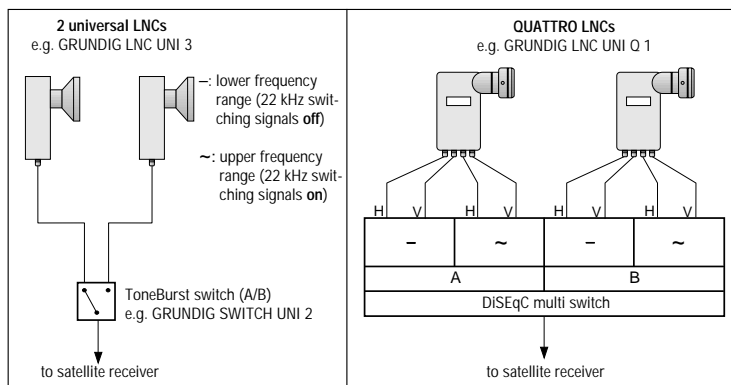 2 universal LNCs
e.g. GRUNDIG LNC UNI 3
–: lower frequency
range (22 kHz swit-
ching signals off)
~: upper frequency
range (22 kHz swit-
ching signals on)
ToneBurst switch (A/B)
e.g. GRUNDIG SWITCH UNI 2
to satellite receiver
QUATTRO LNCs
e.g. GRUNDIG LNC UNI Q 1
H V H V H V H V
– ~ – ~
A B
DiSEqC multi switch
to satellite receiver